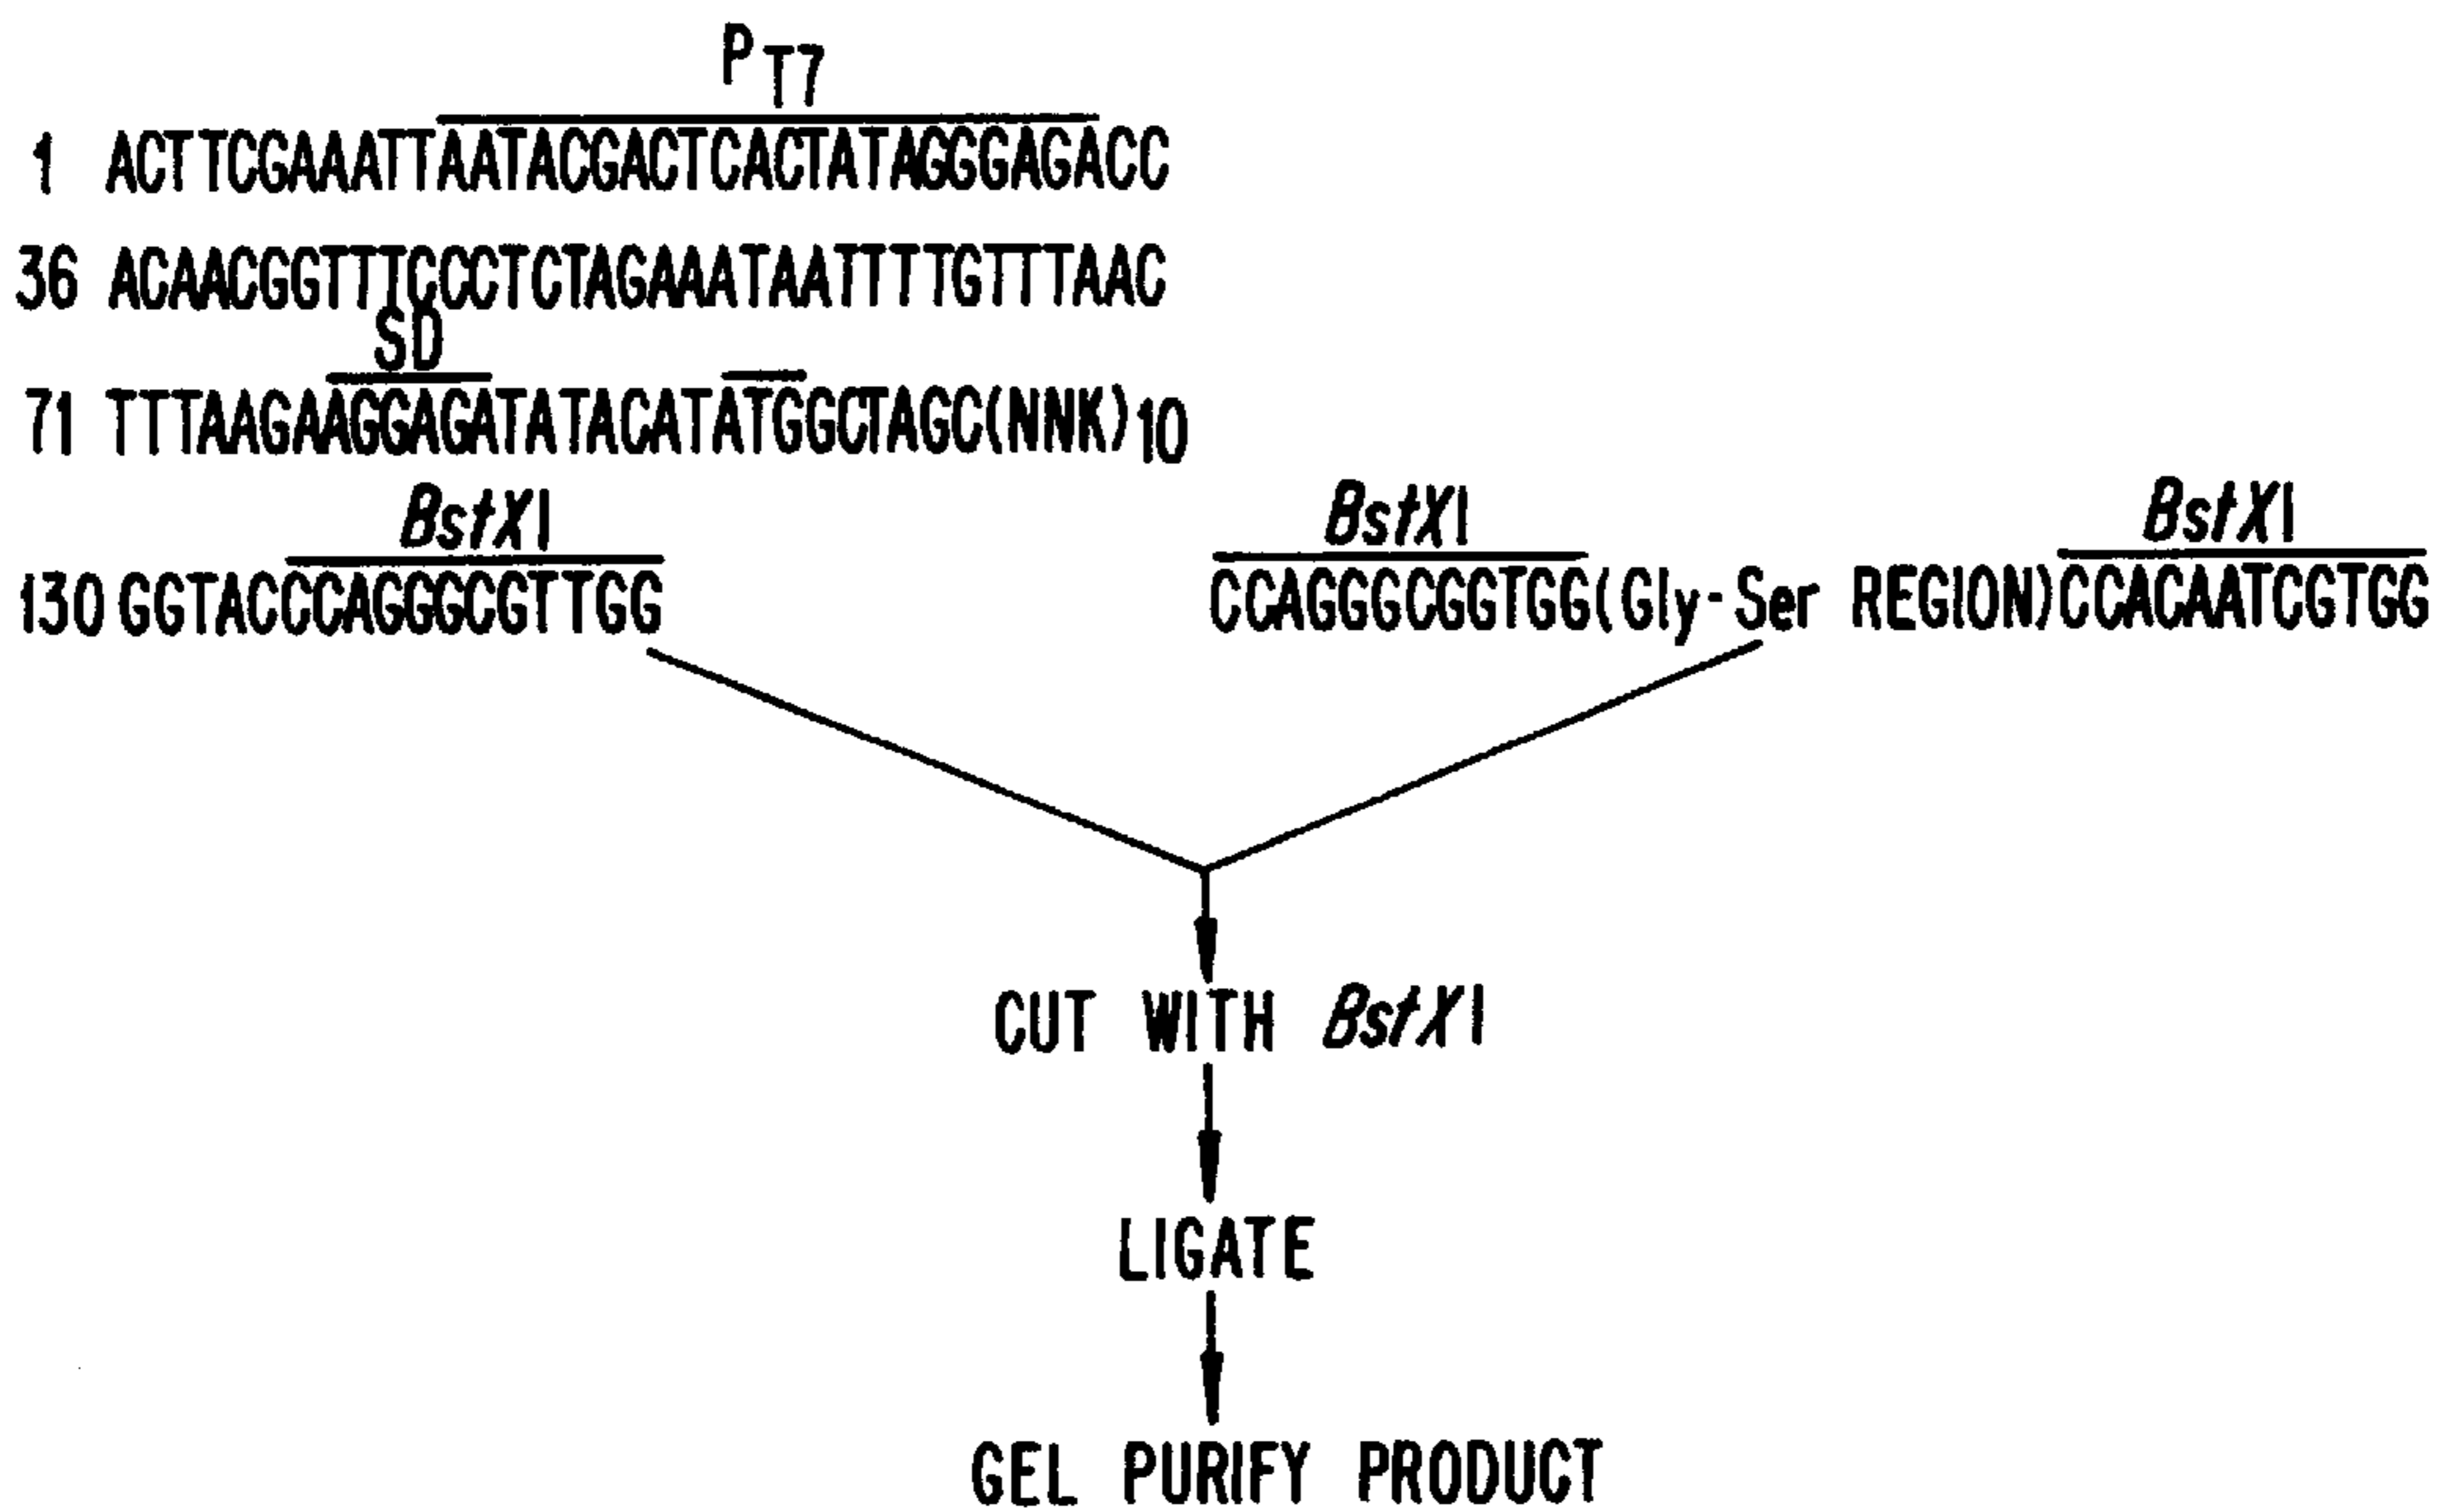 P T7
1 ACTTCGAAATTAATACGACTCACTATAGGGAGACC
36 ACAACGGTTTCCCTCTAGAAATAATTTTGTTTAAC
SD
71 TTTAAGAAGGAGATATACATATGGCTAGC(NNK)10
BstXI BstXI BstXI
130 GGTACCCAGGGCGTTGG CCAGGGCGGTGG(Gly-Ser REGION)CCACAATCGTGG
CUT WITH BstXI
LIGATE
GEL PURIFY PRODUCT